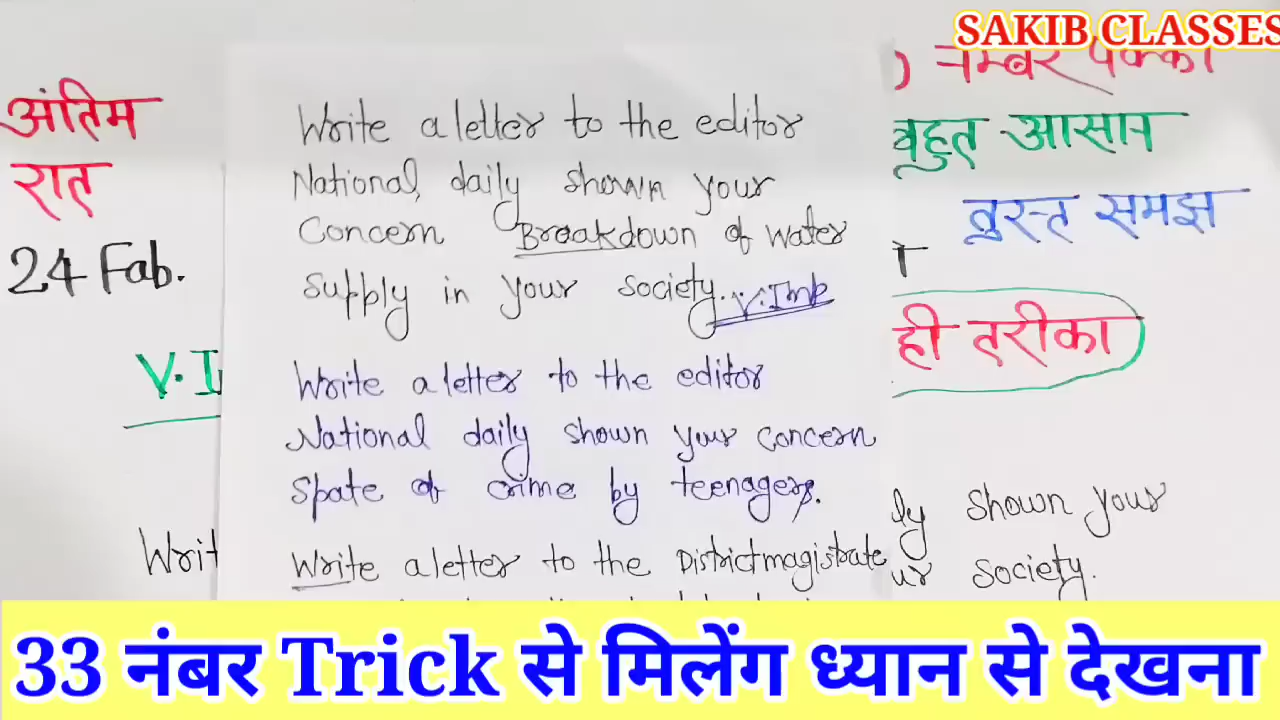 SAKIB CLASSES
अंतिम
रात
24 Fab.
V.I
Writ
Write a letter to the editor
National daily shown your
Concern Breakdown of Water
supply in your society. V.Imp
Write a letter to the editor
National daily shown your concern
Spate of crime by teenagers.
Write a letter to the District magistrate
) नम्बर पक्का
बहुत आसान
तुरन्त समझ
ही तरीका
ly shown your
ur society.
33 नंबर Trick से मिलेंग ध्यान से देखना